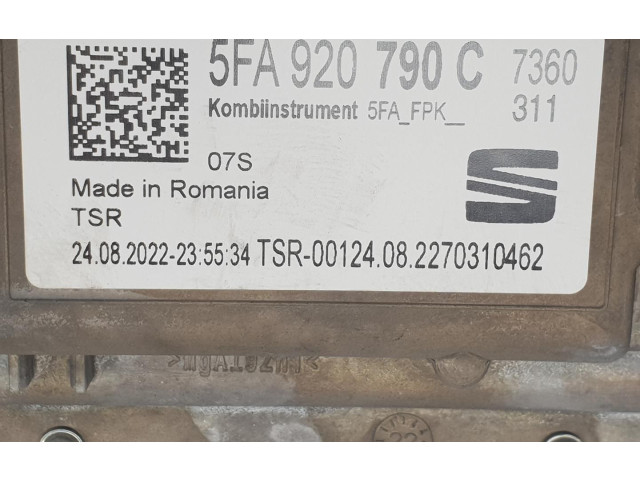 5FA 920 790 C 7360
Kombiinstrument 5FA_FPK__ 311
07S
Made in Romania
TSR
24.08.2022-23:55:34 TSR-00124.08.2270310462